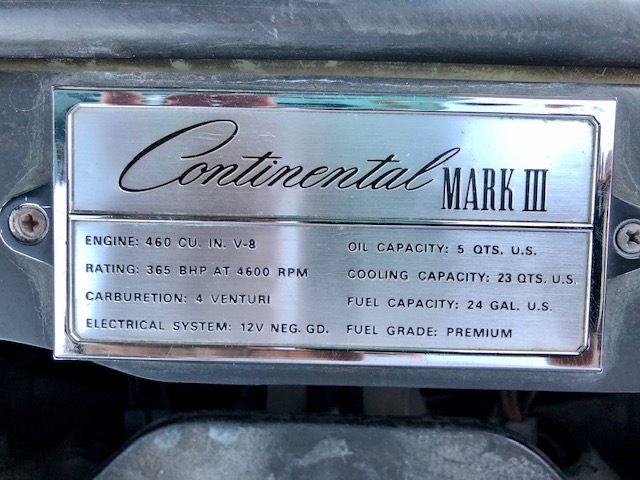 Continental MARK III
ENGINE: 460 CU. IN. V-8
RATING: 365 BHP AT 4600 RPM
CARBURETION: 4 VENTURI
ELECTRICAL SYSTEM: 12V NEG. GD.
OIL CAPACITY: 5 QTS. U.S.
COOLING CAPACITY: 23 QTS. U.S.
FUEL CAPACITY: 24 GAL. U.S.
FUEL GRADE: PREMIUM